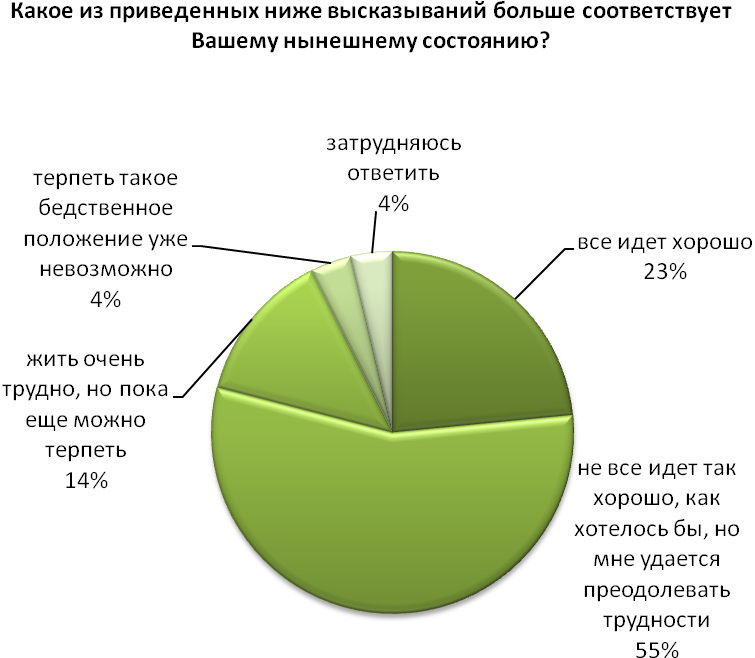 Какое из приведенных ниже высказываний больше соответствует
Вашему нынешнему состоянию?
затрудняюсь
ответить
4%
терпеть такое
бедственное
положение уже
невозможно
4%
все идет хорошо
23%
жить очень
трудно, но пока
еще можно
терпеть
14%
не все идет так
хорошо, как
хотелось бы, но
мне удается
преодолевать
трудности
55%